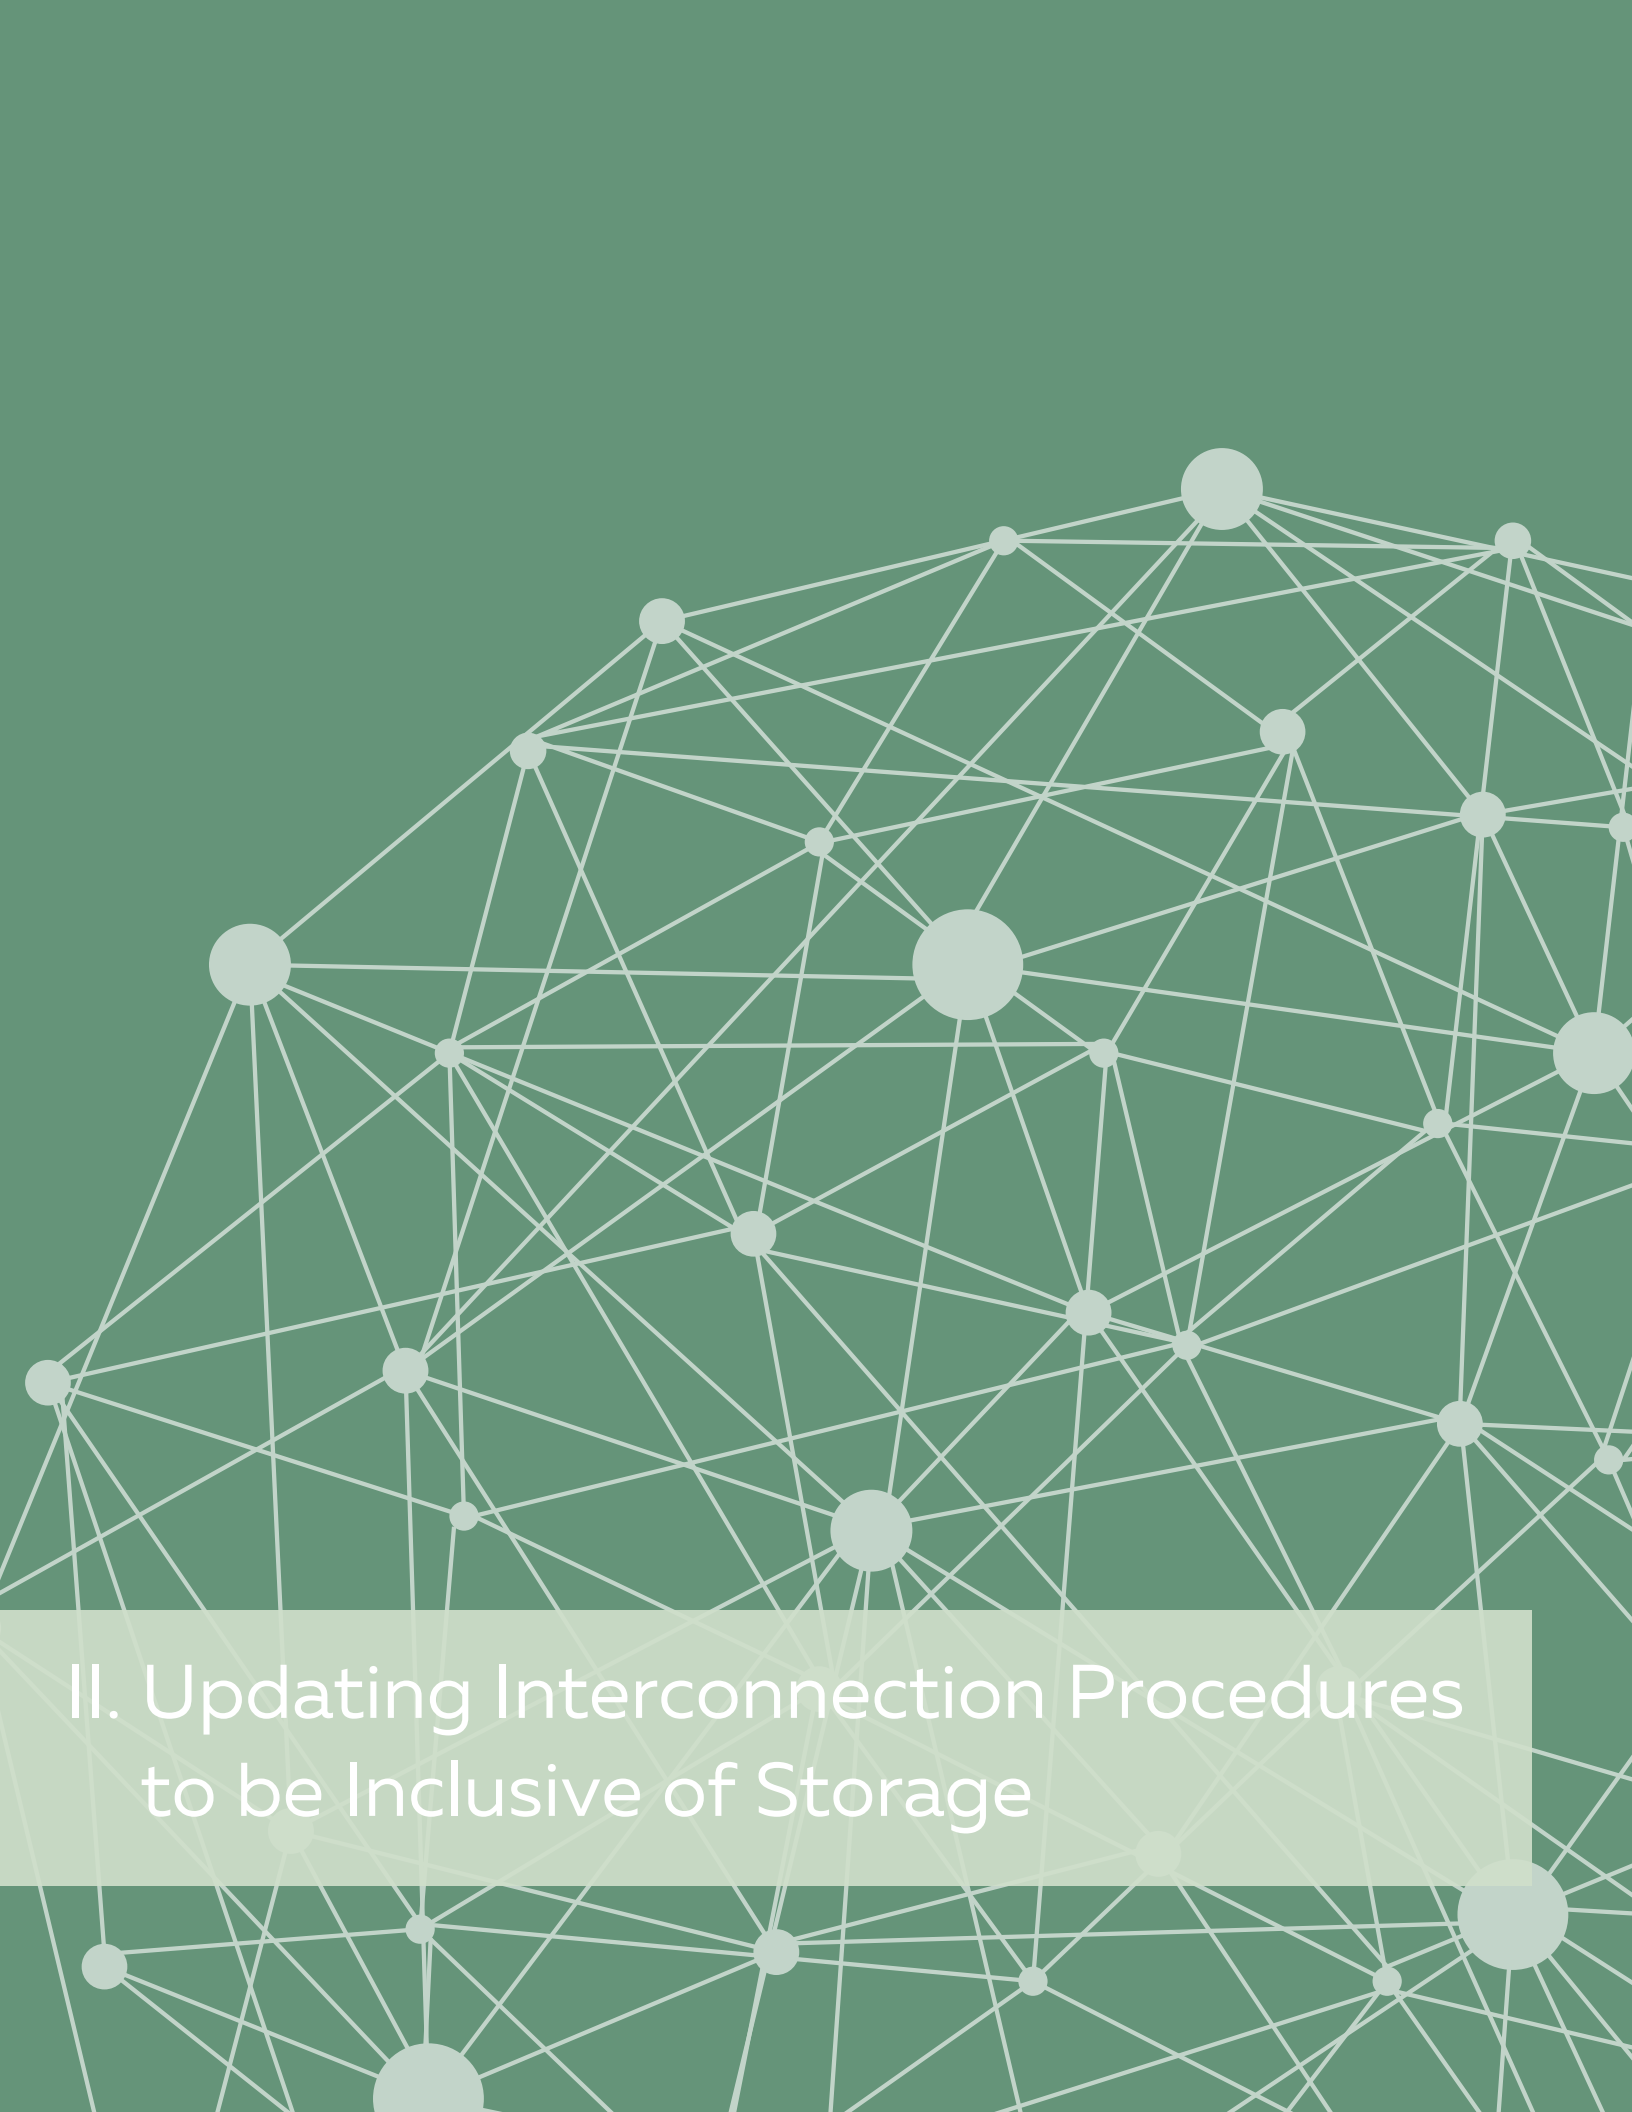 II. Updating Interconnection Procedures
to be Inclusive of Storage